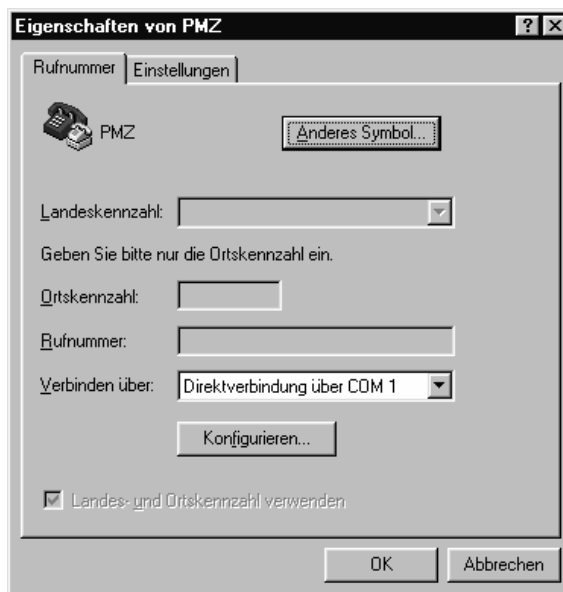 Eigenschaften von PMZ
Rufnummer Einstellungen
PMZ Anderes Symbol...
Landeskennzahl:
Geben Sie bitte nur die Ortskennzahl ein.
Ortskennzahl:
Rufnummer:
Verbinden über: Direktverbindung über COM 1
Konfigurieren...
Landes- und Ortskennzahl verwenden
OK Abbrechen